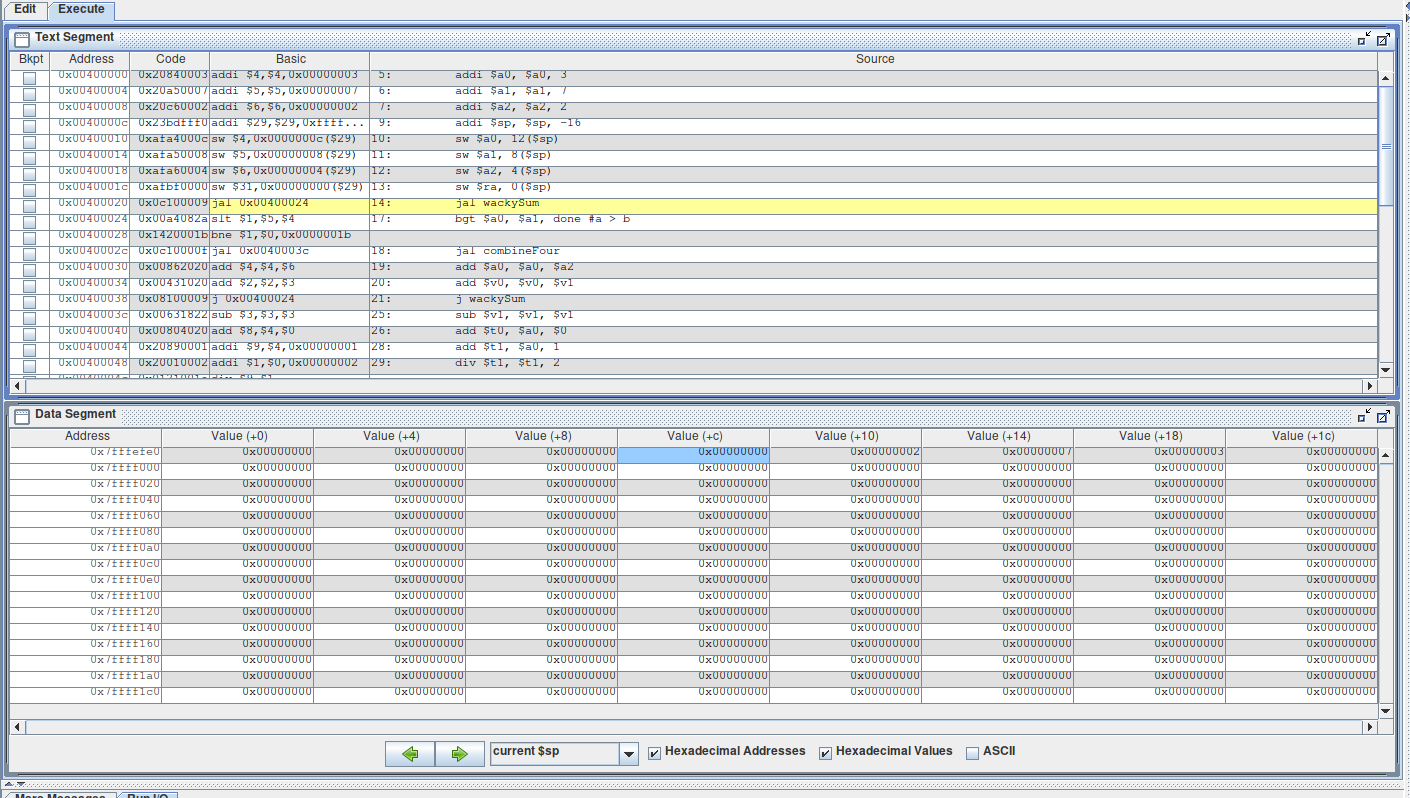 Edit Execute
Text Segment
Bkpt Address Code Basic Source
0x00400000 0x20840003 addi $4,$4,0x00000003 5: addi $a0, $a0, 3
0x00400004 0x20a50007 addi $5,$5,0x00000007 6: addi $a1, $a1, 7
0x00400008 0x20c60002 addi $6,$6,0x00000002 7: addi $a2, $a2, 2
0x0040000c 0x23bdfff0 addi $29,$29,0xffff... 9: addi $sp, $sp, -16
0x00400010 0xafa4000c sw $4,0x0000000c($29) 10: sw $a0, 12($sp)
0x00400014 0xafa50008 sw $5,0x00000008($29) 11: sw $a1, 8($sp)
0x00400018 0xafa60004 sw $6,0x00000004($29) 12: sw $a2, 4($sp)
0x0040001c 0xafbf0000 sw $31,0x00000000($29) 13: sw $ra, 0($sp)
0x00400020 0x0c100009 jal 0x00400024 14: jal wackySum
0x00400024 0x00a4082a slt $1,$5,$4 17: bgt $a0, $a1, done #a > b
0x00400028 0x1420001b bne $1,$0,0x0000001b
0x0040002c 0x0c10000f jal 0x0040003c 18: jal combineFour
0x00400030 0x00862020 add $4,$4,$6 19: add $a0, $a0, $a2
0x00400034 0x00431020 add $2,$2,$3 20: add $v0, $v0, $v1
0x00400038 0x08100009 j 0x00400024 21: j wackySum
0x0040003c 0x00631822 sub $3,$3,$3 25: sub $v1, $v1, $v1
0x00400040 0x00804020 add $8,$4,$0 26: add $t0, $a0, $0
0x00400044 0x20890001 addi $9,$4,0x00000001 28: add $t1, $a0, 1
0x00400048 0x20010002 addi $1,$0,0x00000002 29: div $t1, $t1, 2
Data Segment
Address Value (+0) Value (+4) Value (+8) Value (+c) Value (+10) Value (+14) Value (+18) Value (+1c)
0x7fffefe0 0x00000000 0x00000000 0x00000000 0x00000000 0x00000002 0x00000007 0x00000003 0x00000000
0x7ffff000 0x00000000 0x00000000 0x00000000 0x00000000 0x00000000 0x00000000 0x00000000 0x00000000
0x7ffff020 0x00000000 0x00000000 0x00000000 0x00000000 0x00000000 0x00000000 0x00000000 0x00000000
0x7ffff040 0x00000000 0x00000000 0x00000000 0x00000000 0x00000000 0x00000000 0x00000000 0x00000000
0x7ffff060 0x00000000 0x00000000 0x00000000 0x00000000 0x00000000 0x00000000 0x00000000 0x00000000
0x7ffff080 0x00000000 0x00000000 0x00000000 0x00000000 0x00000000 0x00000000 0x00000000 0x00000000
0x7ffff0a0 0x00000000 0x00000000 0x00000000 0x00000000 0x00000000 0x00000000 0x00000000 0x00000000
0x7ffff0c0 0x00000000 0x00000000 0x00000000 0x00000000 0x00000000 0x00000000 0x00000000 0x00000000
0x7ffff0e0 0x00000000 0x00000000 0x00000000 0x00000000 0x00000000 0x00000000 0x00000000 0x00000000
0x7ffff100 0x00000000 0x00000000 0x00000000 0x00000000 0x00000000 0x00000000 0x00000000 0x00000000
0x7ffff120 0x00000000 0x00000000 0x00000000 0x00000000 0x00000000 0x00000000 0x00000000 0x00000000
0x7ffff140 0x00000000 0x00000000 0x00000000 0x00000000 0x00000000 0x00000000 0x00000000 0x00000000
0x7ffff160 0x00000000 0x00000000 0x00000000 0x00000000 0x00000000 0x00000000 0x00000000 0x00000000
0x7ffff180 0x00000000 0x00000000 0x00000000 0x00000000 0x00000000 0x00000000 0x00000000 0x00000000
0x7ffff1a0 0x00000000 0x00000000 0x00000000 0x00000000 0x00000000 0x00000000 0x00000000 0x00000000
0x7ffff1c0 0x00000000 0x00000000 0x00000000 0x00000000 0x00000000 0x00000000 0x00000000 0x00000000
current $sp Hexadecimal Addresses Hexadecimal Values ASCII
Mars Messages Run I/O